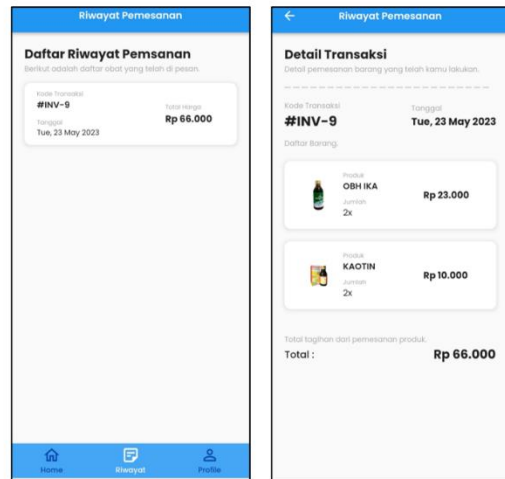 Riwayat Pemesanan
Daftar Riwayat Pemsanan
Berikut adalah daftar obat yang telah di pesan.
Kode Transaksi
#INV-9
Total Harga
Rp 66.000
Tanggal
Tue, 23 May 2023
Home
Riwayat
Profile
Riwayat Pemesanan
Detail Transaksi
Detail pemesanan barang yang telah kamu lakukan.
Kode Transaksi
#INV-9
Tanggal
Tue, 23 May 2023
Daftar Barang.
Produk
OBH IKA
Jumlah
2x
Rp 23.000
Produk
KAOTIN
Jumlah
2x
Rp 10.000
Total tagihan dari pemesanan produk.
Total :
Rp 66.000